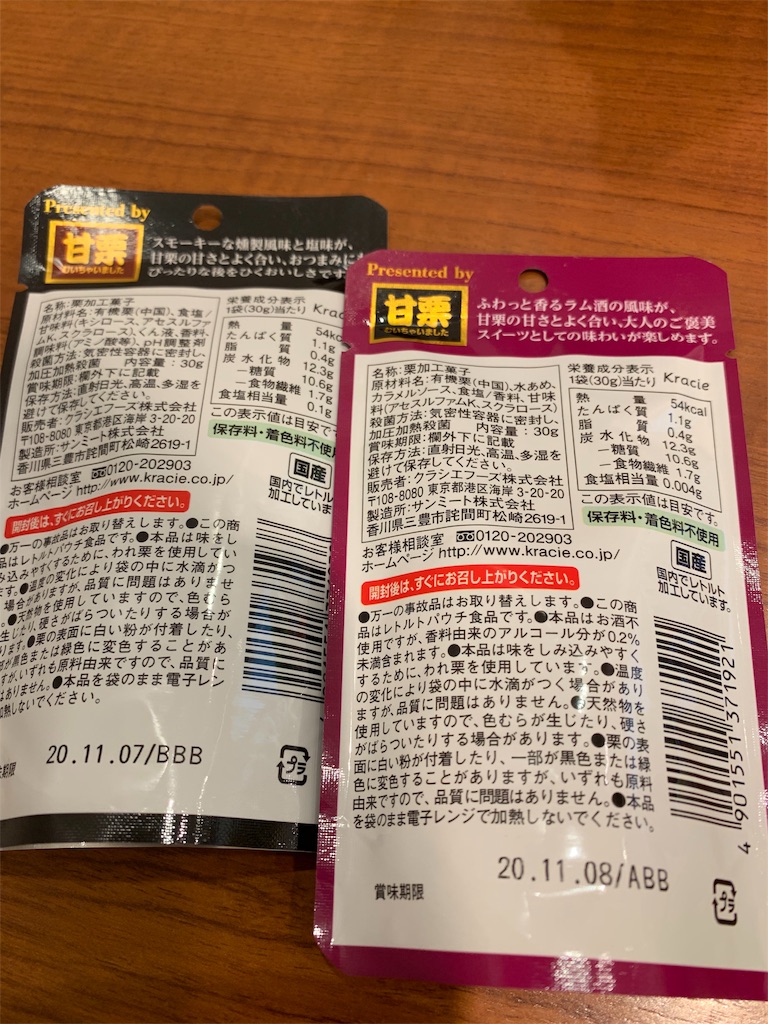 Presented by
甘栗
むいちゃいました
スモーキーな燻製風味と塩味が、
甘栗の甘さとよく合い、おつまみにも
ぴったりな後をひくおいしさです
名称:栗加工菓子
原材料名:有機栗(中国)、食塩/
甘味料(キシロース、アセスルファ
ムK、スクラロース)、くん液、香料、
調味料(アミノ酸等)、pH調整剤
殺菌方法:気密性容器に密封し、
加圧加熱殺菌 内容量:30g
賞味期限:欄外下に記載
保存方法:直射日光、高温、多湿を
避けて保存してください。
販売者:クラシエフーズ株式会社
〒108-8080 東京都港区海岸 3-20-20
製造所:サンミート株式会社
香川県三豊市詫間町松崎2619-1
栄養成分表示
1袋(30g)当たり
熱量 54kc
たんぱく質 1.1g
脂質 0.4g
炭水化物 12.3g
―糖質 10.6g
―食物繊維 1.7g
食塩相当量 0.1g
この表示値は目安で
保存料・着色料不使
国産
国内でレトル
加工していま
お客様相談室 0120-202903
ホームページ http://www.kracie.co.jp/
開封後は、すぐにお召し上がりください。
●万一の事故品はお取り替えします。●この商
品はレトルトパウチ食品です。●本品は味をし
み込みやすくするために、われ栗を使用してい
ます。●温度の変化により袋の中に水滴がつ
場合がありますが、品質に問題はありませ
●天然物を使用していますので、色むら
生じたり、硬さがばらついたりする場合が
ります。●栗の表面に白い粉が付着したり、
部が黒色または緑色に変色することがあ
すが、いずれも原料由来ですので、品質に
はありません。●本品を袋のまま電子レン
加熱しないでください。
味期限
20.11.07/BBB
プラ
Presented by
甘栗
むいちゃいました
ふわっと香るラム酒の風味が、
甘栗の甘さとよく合い、大人のご褒美
スイーツとしての味わいが楽しめます。
名称:栗加工菓子
原材料名:有機栗(中国)、水あめ、
カラメルソース、食塩/香料、甘味
料(アセスルファムK、スクラロース)
殺菌方法:気密性容器に密封し、
加圧加熱殺菌 内容量:30g
賞味期限:欄外下に記載
保存方法:直射日光、高温、多湿を
避けて保存してください。
販売者:クラシエフーズ株式会社
〒108-8080 東京都港区海岸 3-20-20
製造所:サンミート株式会社
香川県三豊市詫間町松崎2619-1
栄養成分表示
1袋(30g)当たり Kracie
熱量 54kcal
たんぱく質 1.1g
脂質 0.4g
炭水化物 12.3g
―糖質 10.6g
―食物繊維 1.7g
食塩相当量 0.004g
この表示値は目安です。
保存料・着色料不使用
国産
国内でレトルト
加工しています。
お客様相談室 0120-202903
ホームページ http://www.kracie.co.jp/
開封後は、すぐにお召し上がりください。
●万一の事故品はお取り替えします。●この商
品はレトルトパウチ食品です。●本品はお酒不
使用ですが、香料由来のアルコール分が0.2%
未満含まれます。●本品は味をしみ込みやすく
するために、われ栗を使用しています。●温度
の変化により袋の中に水滴がつく場合があり
ますが、品質に問題はありません。●天然物を
使用していますので、色むらが生じたり、硬さ
がばらついたりする場合があります。●栗の表
面に白い粉が付着したり、一部が黒色または緑
色に変色することがありますが、いずれも原料
由来ですので、品質に問題はありません。●本品
を袋のまま電子レンジで加熱しないでください。
4 901551 371921
賞味期限
20.11.08/ABB
プラ